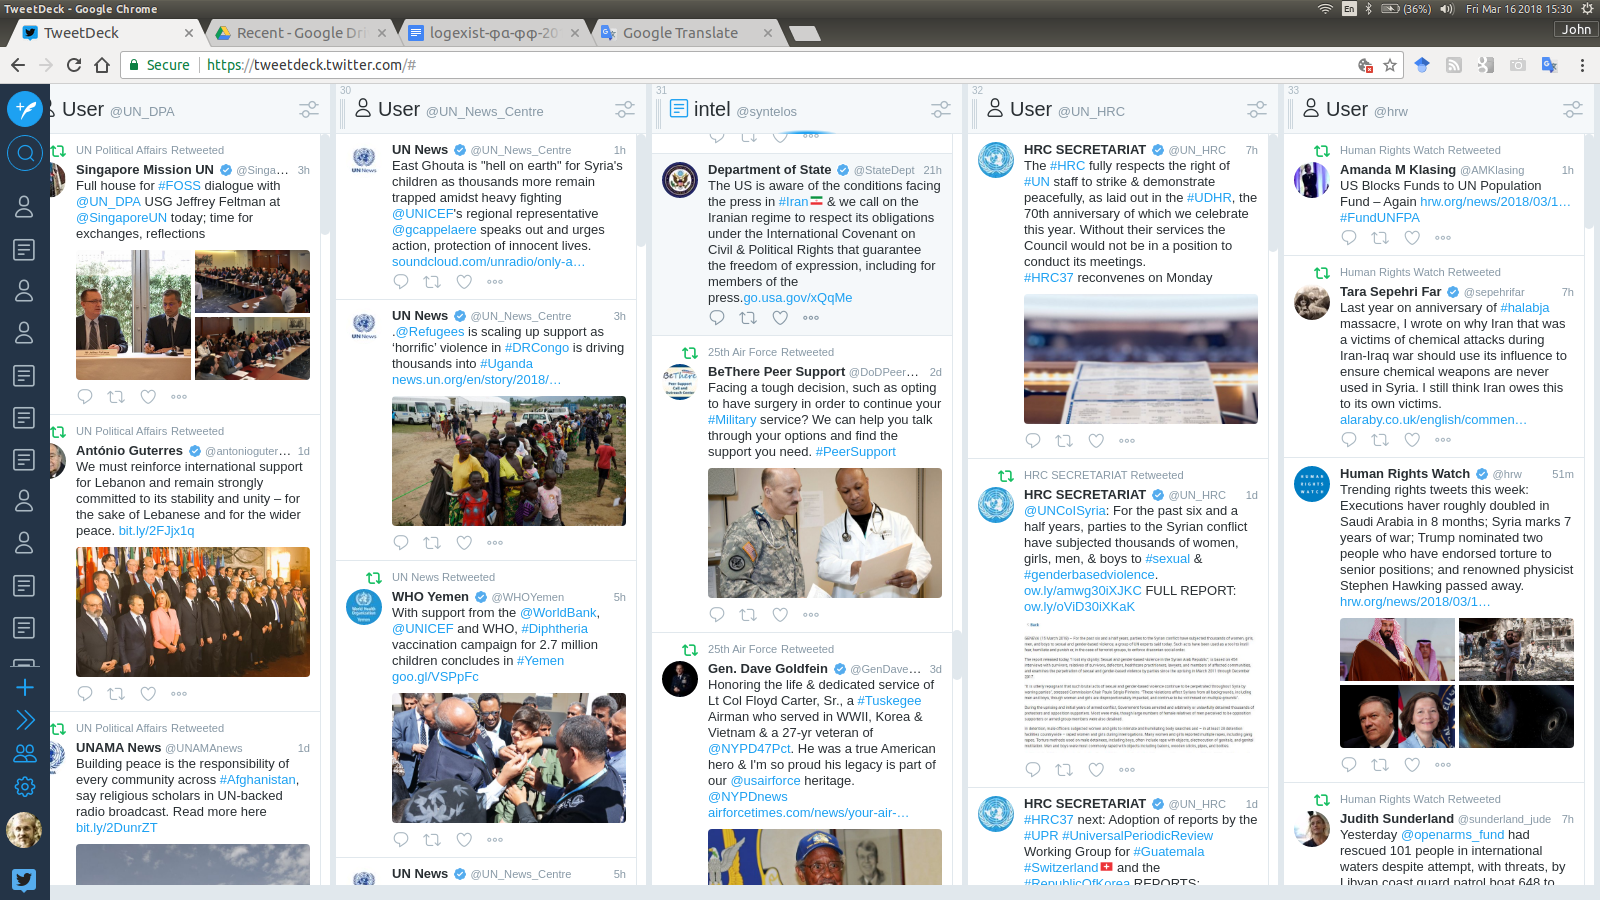 TweetDeck - Google Chrome
En (36%) Fri Mar 16 2018 15:30
TweetDeck
Recent - Google Dri
logexist-φα-φφ-20
Google Translate
John
Secure https://tweetdeck.twitter.com/#
User @UN_DPA
UN Political Affairs Retweeted
Singapore Mission UN @Singa... 3h
Full house for #FOSS dialogue with
@UN_DPA USG Jeffrey Feltman at
@SingaporeUN today; time for
exchanges, reflections
UN Political Affairs Retweeted
António Guterres @antonioguter... 1d
We must reinforce international support
for Lebanon and remain strongly
committed to its stability and unity – for
the sake of Lebanese and for the wider
peace. bit.ly/2FJjx1q
UN Political Affairs Retweeted
UNAMA News @UNAMAnews 1d
Building peace is the responsibility of
every community across #Afghanistan,
say religious scholars in UN-backed
radio broadcast. Read more here
bit.ly/2DunrZT
30
User @UN_News_Centre
UN News @UN_News_Centre 1h
East Ghouta is "hell on earth" for Syria's
children as thousands more remain
trapped amidst heavy fighting
@UNICEF's regional representative
@gcappelaere speaks out and urges
action, protection of innocent lives.
soundcloud.com/unradio/only-a…
UN News @UN_News_Centre 3h
.@Refugees is scaling up support as
‘horrific’ violence in #DRCongo is driving
thousands into #Uganda
news.un.org/en/story/2018/…
UN News Retweeted
WHO Yemen @WHOYemen 5h
With support from the @WorldBank,
@UNICEF and WHO, #Diphtheria
vaccination campaign for 2.7 million
children concludes in #Yemen
goo.gl/VSPpFc
UN News @UN_News_Centre 5h
31
intel @syntelos
Department of State @StateDept 21h
The US is aware of the conditions facing
the press in #Iran & we call on the
Iranian regime to respect its obligations
under the International Covenant on
Civil & Political Rights that guarantee
the freedom of expression, including for
members of the
press.go.usa.gov/xQqMe
25th Air Force Retweeted
BeThere Peer Support @DoDPeer... 2d
Facing a tough decision, such as opting
to have surgery in order to continue your
#Military service? We can help you talk
through your options and find the
support you need. #PeerSupport
25th Air Force Retweeted
Gen. Dave Goldfein @GenDave... 3d
Honoring the life & dedicated service of
Lt Col Floyd Carter, Sr., a #Tuskegee
Airman who served in WWII, Korea &
Vietnam & a 27-yr veteran of
@NYPD47Pct. He was a true American
hero & I'm so proud his legacy is part of
our @usairforce heritage.
@NYPDnews
airforcetimes.com/news/your-air-…
32
User @UN_HRC
HRC SECRETARIAT @UN_HRC 7h
The #HRC fully respects the right of
#UN staff to strike & demonstrate
peacefully, as laid out in the #UDHR, the
70th anniversary of which we celebrate
this year. Without their services the
Council would not be in a position to
conduct its meetings.
#HRC37 reconvenes on Monday
HRC SECRETARIAT Retweeted
HRC SECRETARIAT @UN_HRC 1d
@UNCoISyria: For the past six and a
half years, parties to the Syrian conflict
have subjected thousands of women,
girls, men, & boys to #sexual &
#genderbasedviolence.
ow.ly/amwg30iXJKC FULL REPORT:
ow.ly/oViD30iXKaK
HRC SECRETARIAT @UN_HRC 1d
#HRC37 next: Adoption of reports by the
#UPR #UniversalPeriodicReview
Working Group for #Guatemala
#Switzerland and the
#RepublicOfKorea REPORTS:
33
User @hrw
Human Rights Watch Retweeted
Amanda M Klasing @AMKlasing 1h
US Blocks Funds to UN Population
Fund – Again hrw.org/news/2018/03/1…
#FundUNFPA
Human Rights Watch Retweeted
Tara Sepehri Far @sepehrifar 7h
Last year on anniversary of #halabja
massacre, I wrote on why Iran that was
a victims of chemical attacks during
Iran-Iraq war should use its influence to
ensure chemical weapons are never
used in Syria. I still think Iran owes this
to its own victims.
alaraby.co.uk/english/commen…
Human Rights Watch @hrw 51m
Trending rights tweets this week:
Executions haver roughly doubled in
Saudi Arabia in 8 months; Syria marks 7
years of war; Trump nominated two
people who have endorsed torture to
senior positions; and renowned physicist
Stephen Hawking passed away.
hrw.org/news/2018/03/1…
Human Rights Watch Retweeted
Judith Sunderland @sunderland_jude 7h
Yesterday @openarms_fund had
rescued 101 people in international
waters despite attempt, with threats, by
Libyan coast guard patrol boat 648 to